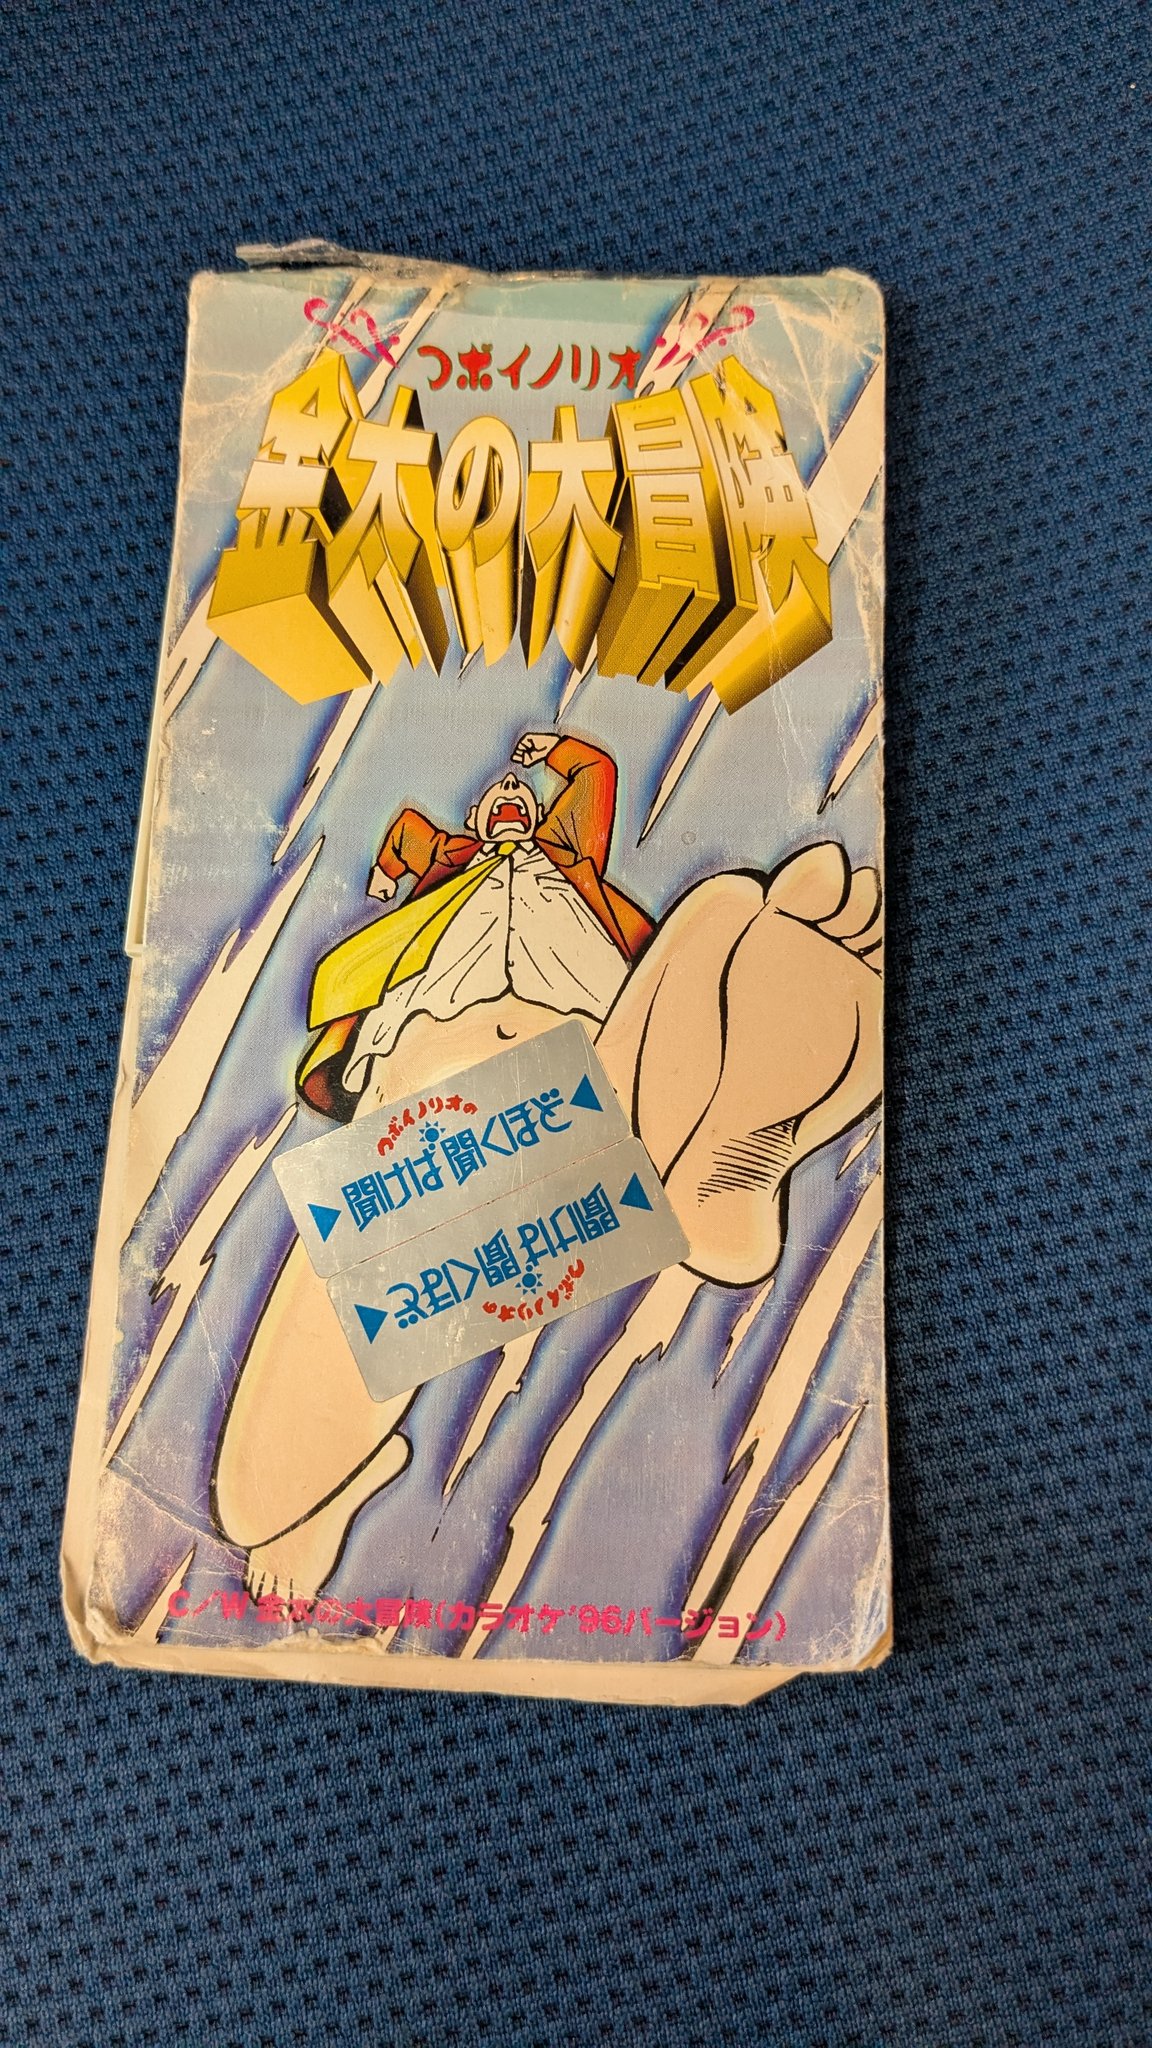 つボイノリオ
金太の大冒険
つボイノリオの
聞けば聞くほど
つボイノリオの
聞けば聞くほど
C/W 金太の大冒険(カラオケ'96バージョン)